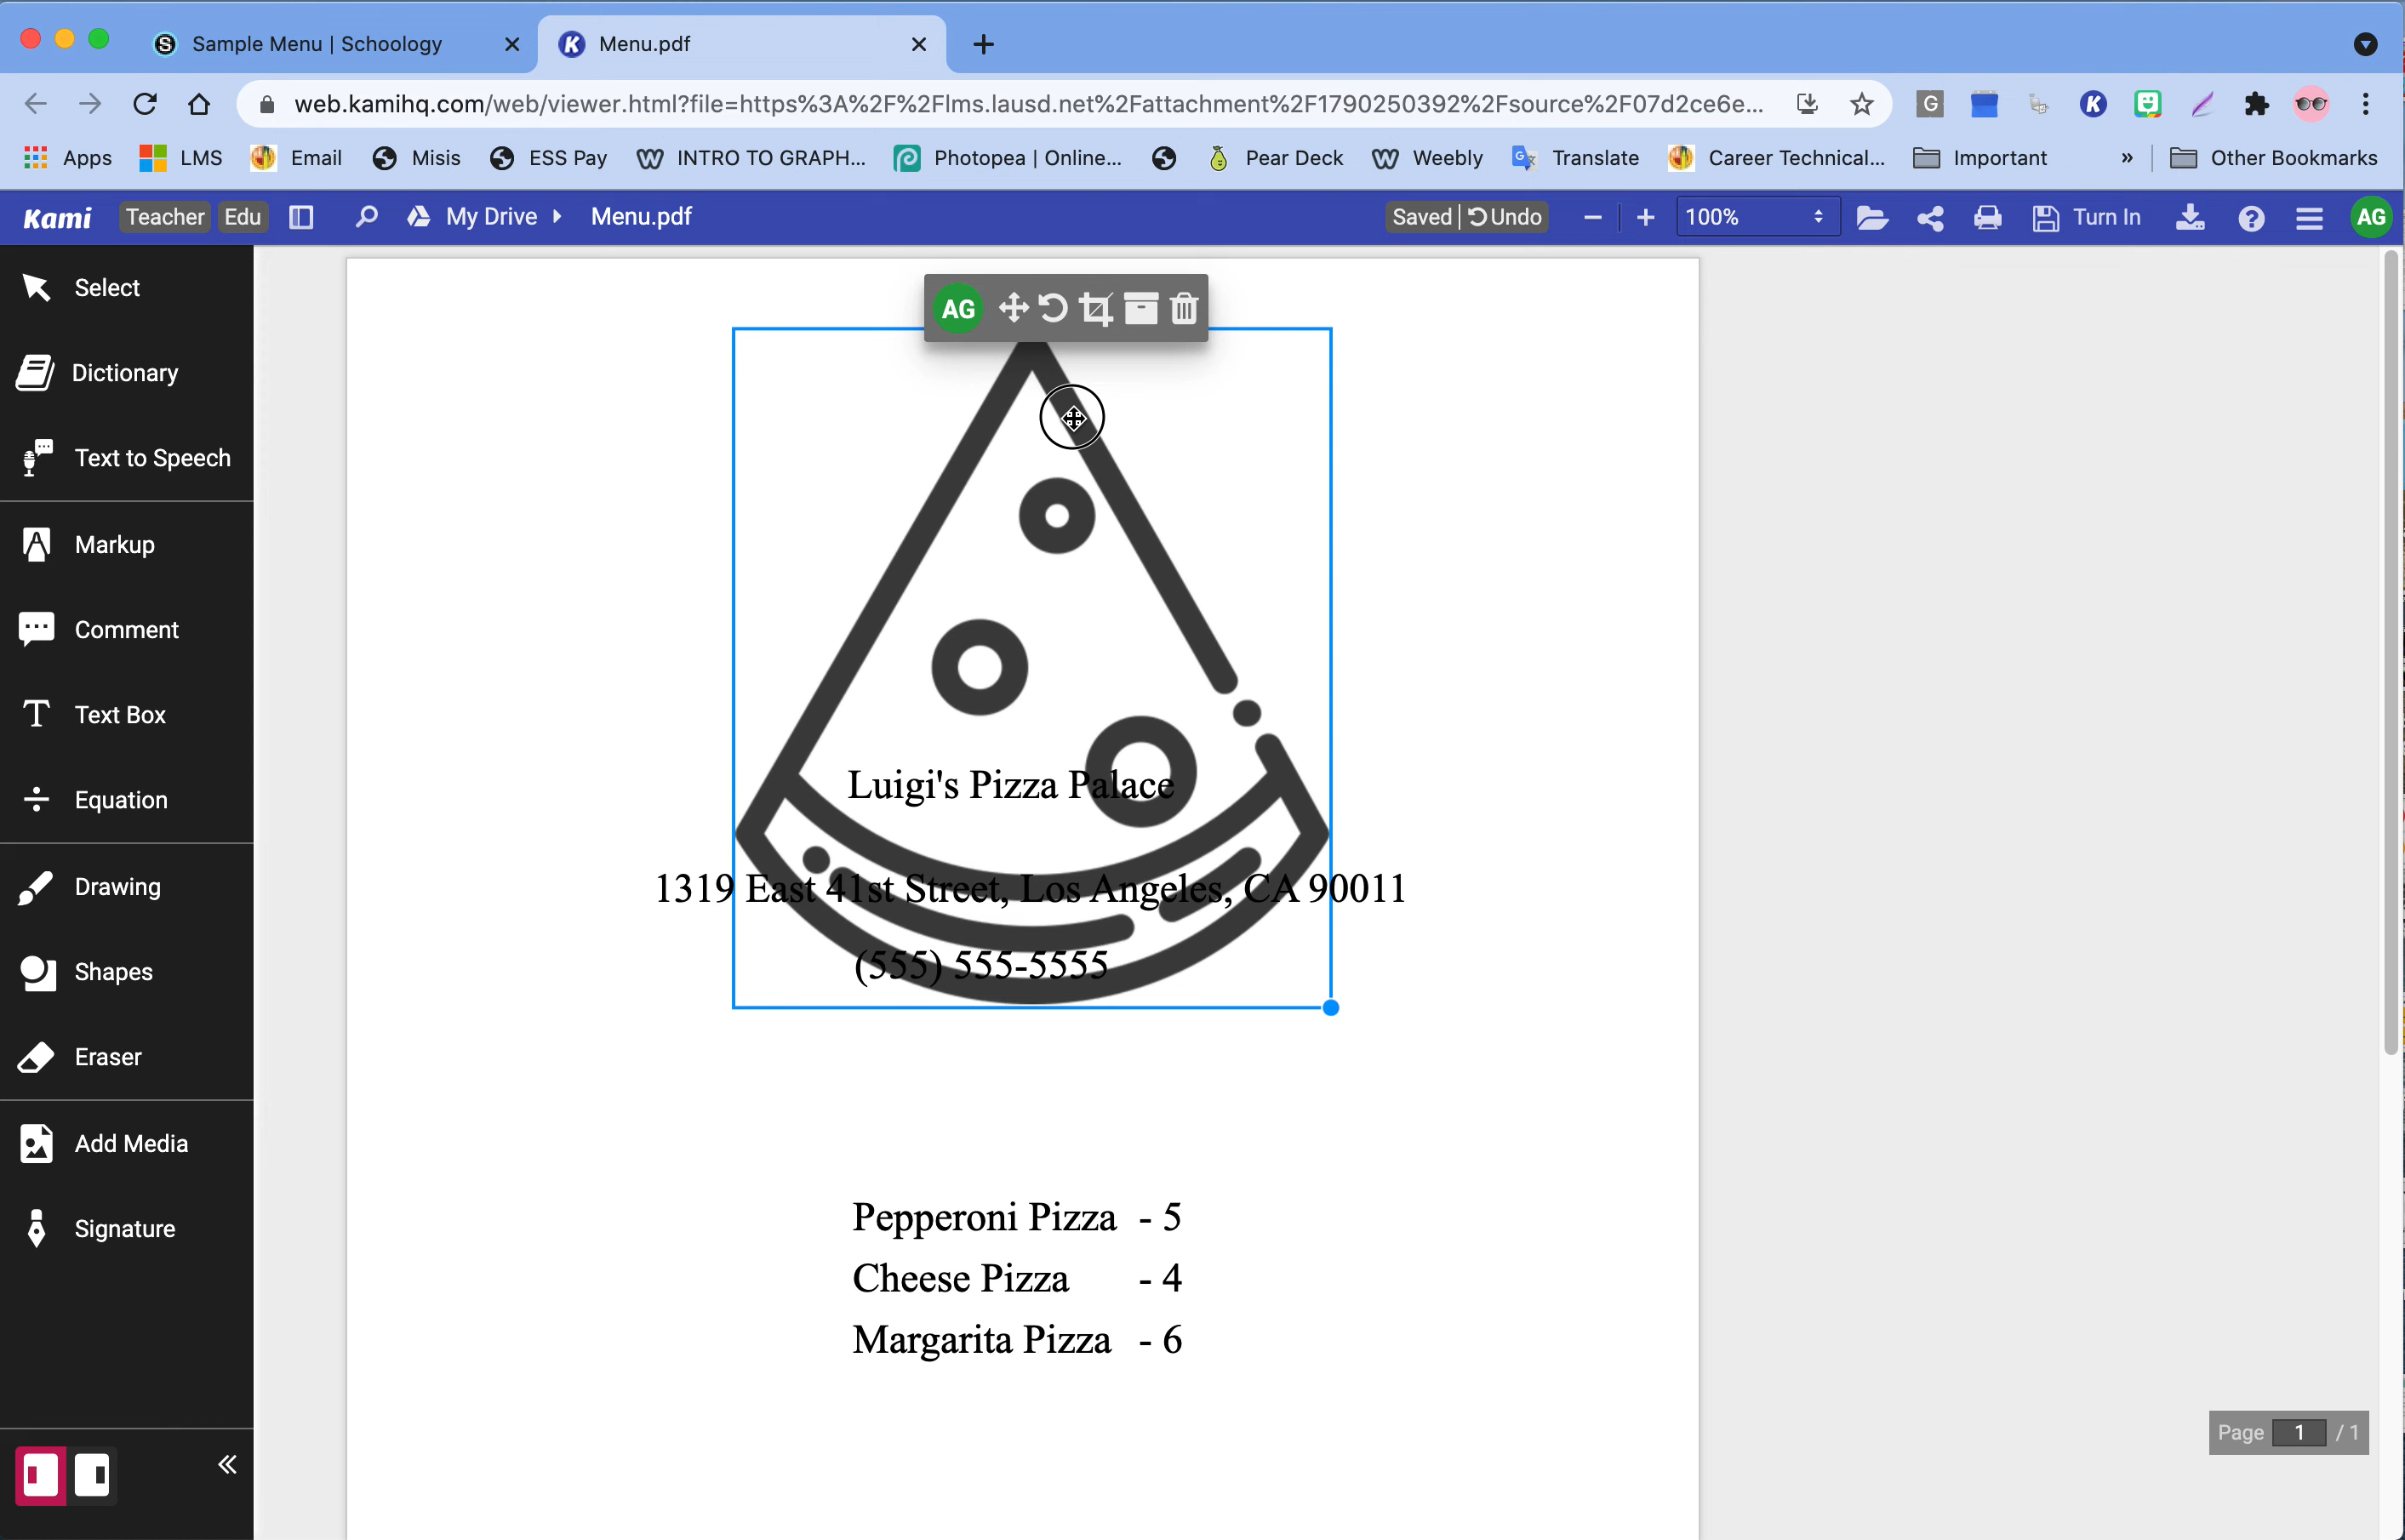 Sample Menu | Schoology
Menu.pdf
web.kamihq.com/web/viewer.html?file=https%3A%2F%2Flms.lausd.net%2Fattachment%2F1790250392%2Fsource%2F07d2ce6e...
Apps LMS Email Misis ESS Pay INTRO TO GRAPH... Photopea | Online... Pear Deck Weebly Translate Career Technical... Important » Other Bookmarks
Kami Teacher Edu My Drive Menu.pdf Saved | Undo 100% Turn In AG
Select
Dictionary
Text to Speech
Markup
Comment
Text Box
Equation
Drawing
Shapes
Eraser
Add Media
Signature
AG
Luigi's Pizza Palace
1319 East 41st Street, Los Angeles, CA 90011
(555) 555-5555
Pepperoni Pizza - 5
Cheese Pizza - 4
Margarita Pizza - 6
Page 1 / 1